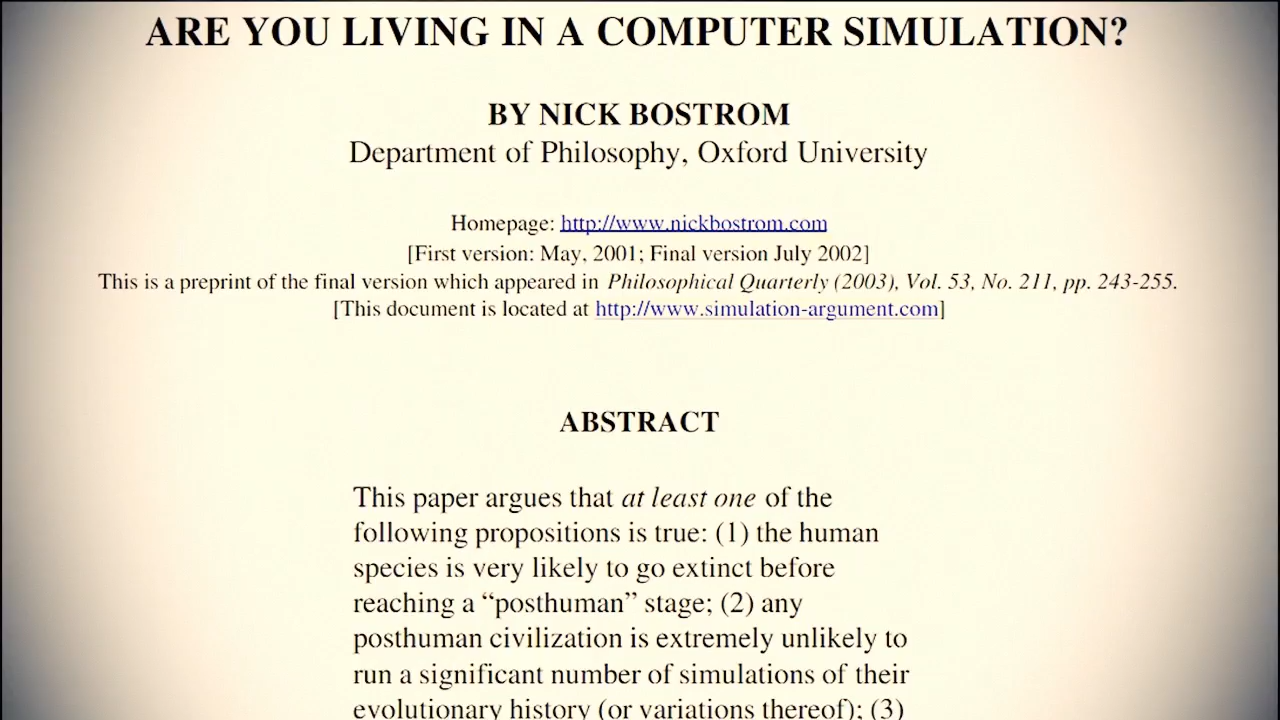 ARE YOU LIVING IN A COMPUTER SIMULATION?
BY NICK BOSTROM
Department of Philosophy, Oxford University
Homepage: http://www.nickbostrom.com
[First version: May, 2001; Final version July 2002]
This is a preprint of the final version which appeared in Philosophical Quarterly (2003), Vol. 53, No. 211, pp. 243-255.
[This document is located at http://www.simulation-argument.com]
ABSTRACT
This paper argues that at least one of the
following propositions is true: (1) the human
species is very likely to go extinct before
reaching a “posthuman” stage; (2) any
posthuman civilization is extremely unlikely to
run a significant number of simulations of their
evolutionary history (or variations thereof); (3)